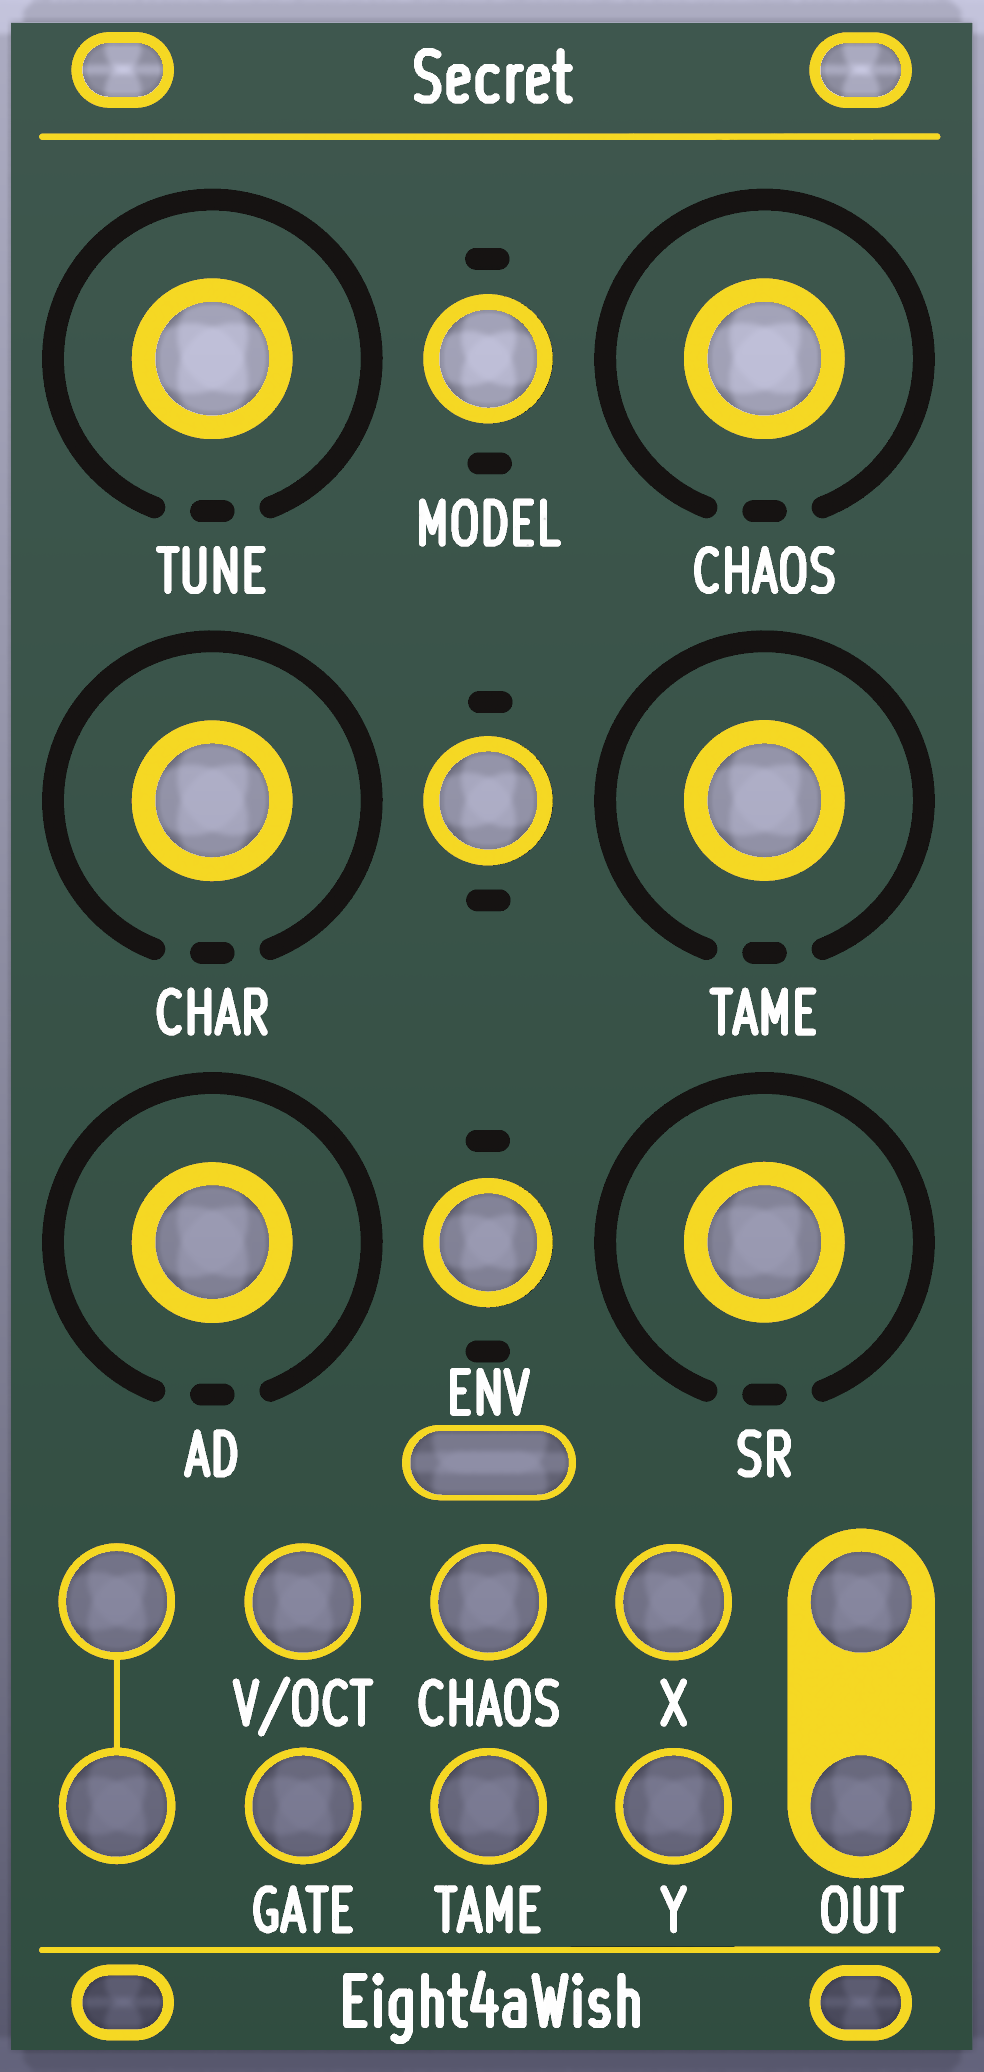 Secret
MODEL
TUNE
CHAOS
CHAR
TAME
ENV
AD
SR
V/OCT
CHAOS
X
GATE
TAME
Y
OUT
Eight4aWish